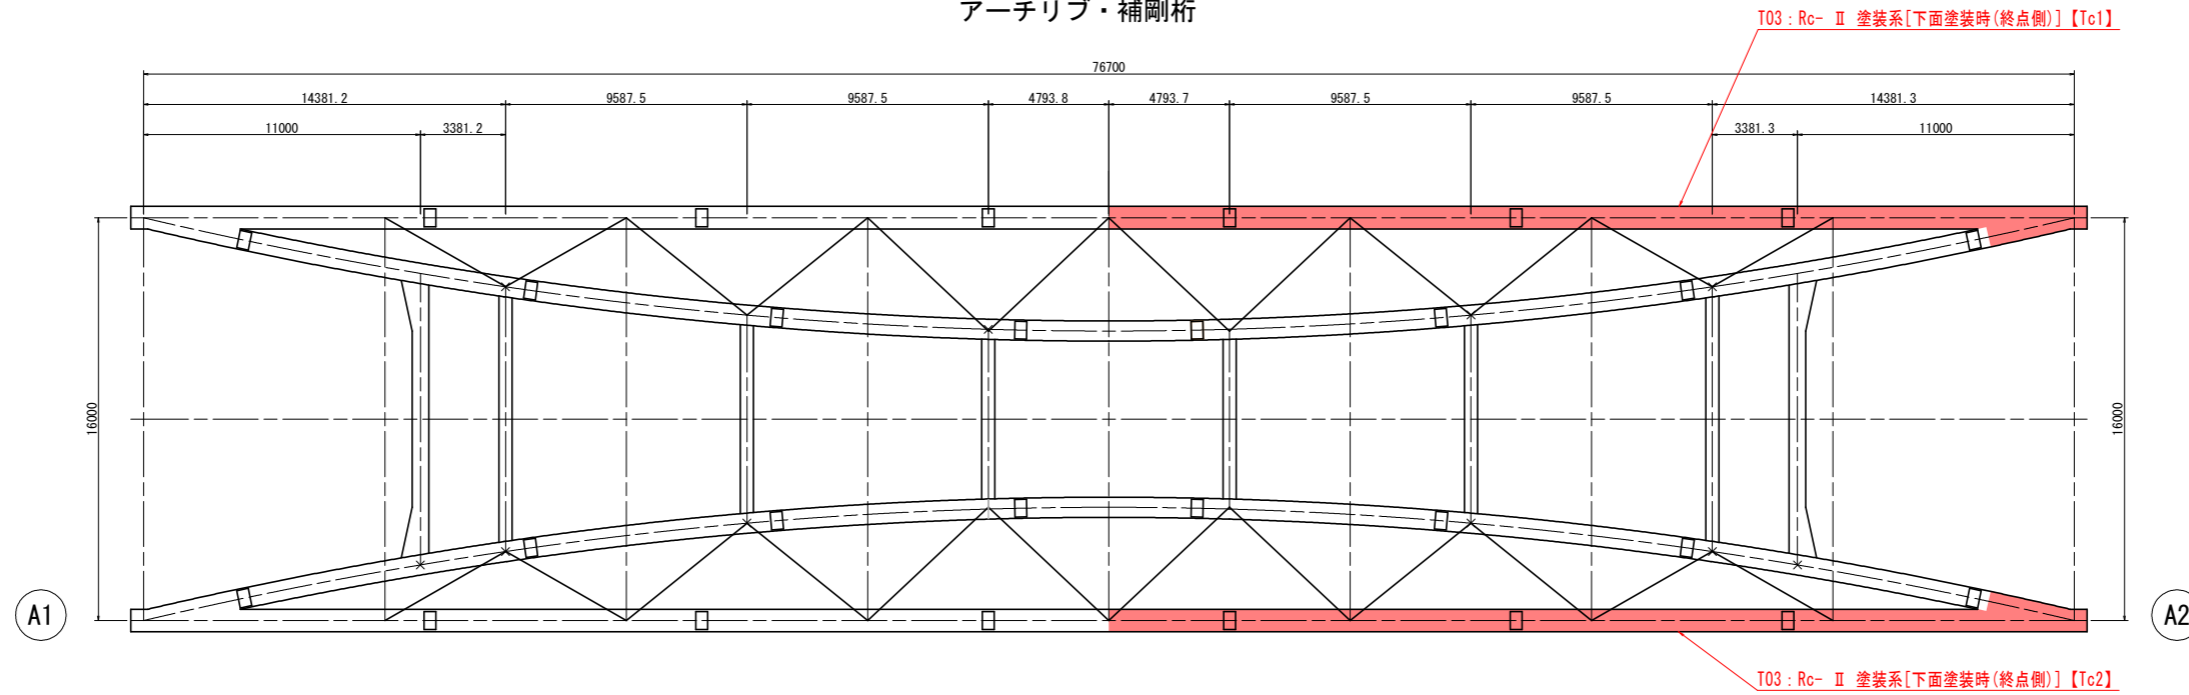 アーチリブ・補剛桁
T03：Rc- Ⅱ 塗装系[下面塗装時(終点側)]【Tc1】
76700
14381.2 9587.5 9587.5 4793.8 4793.7 9587.5 9587.5 14381.3
11000 3381.2 3381.3 11000
16000 16000
A1 A2
T03：Rc- Ⅱ 塗装系[下面塗装時(終点側)]【Tc2】